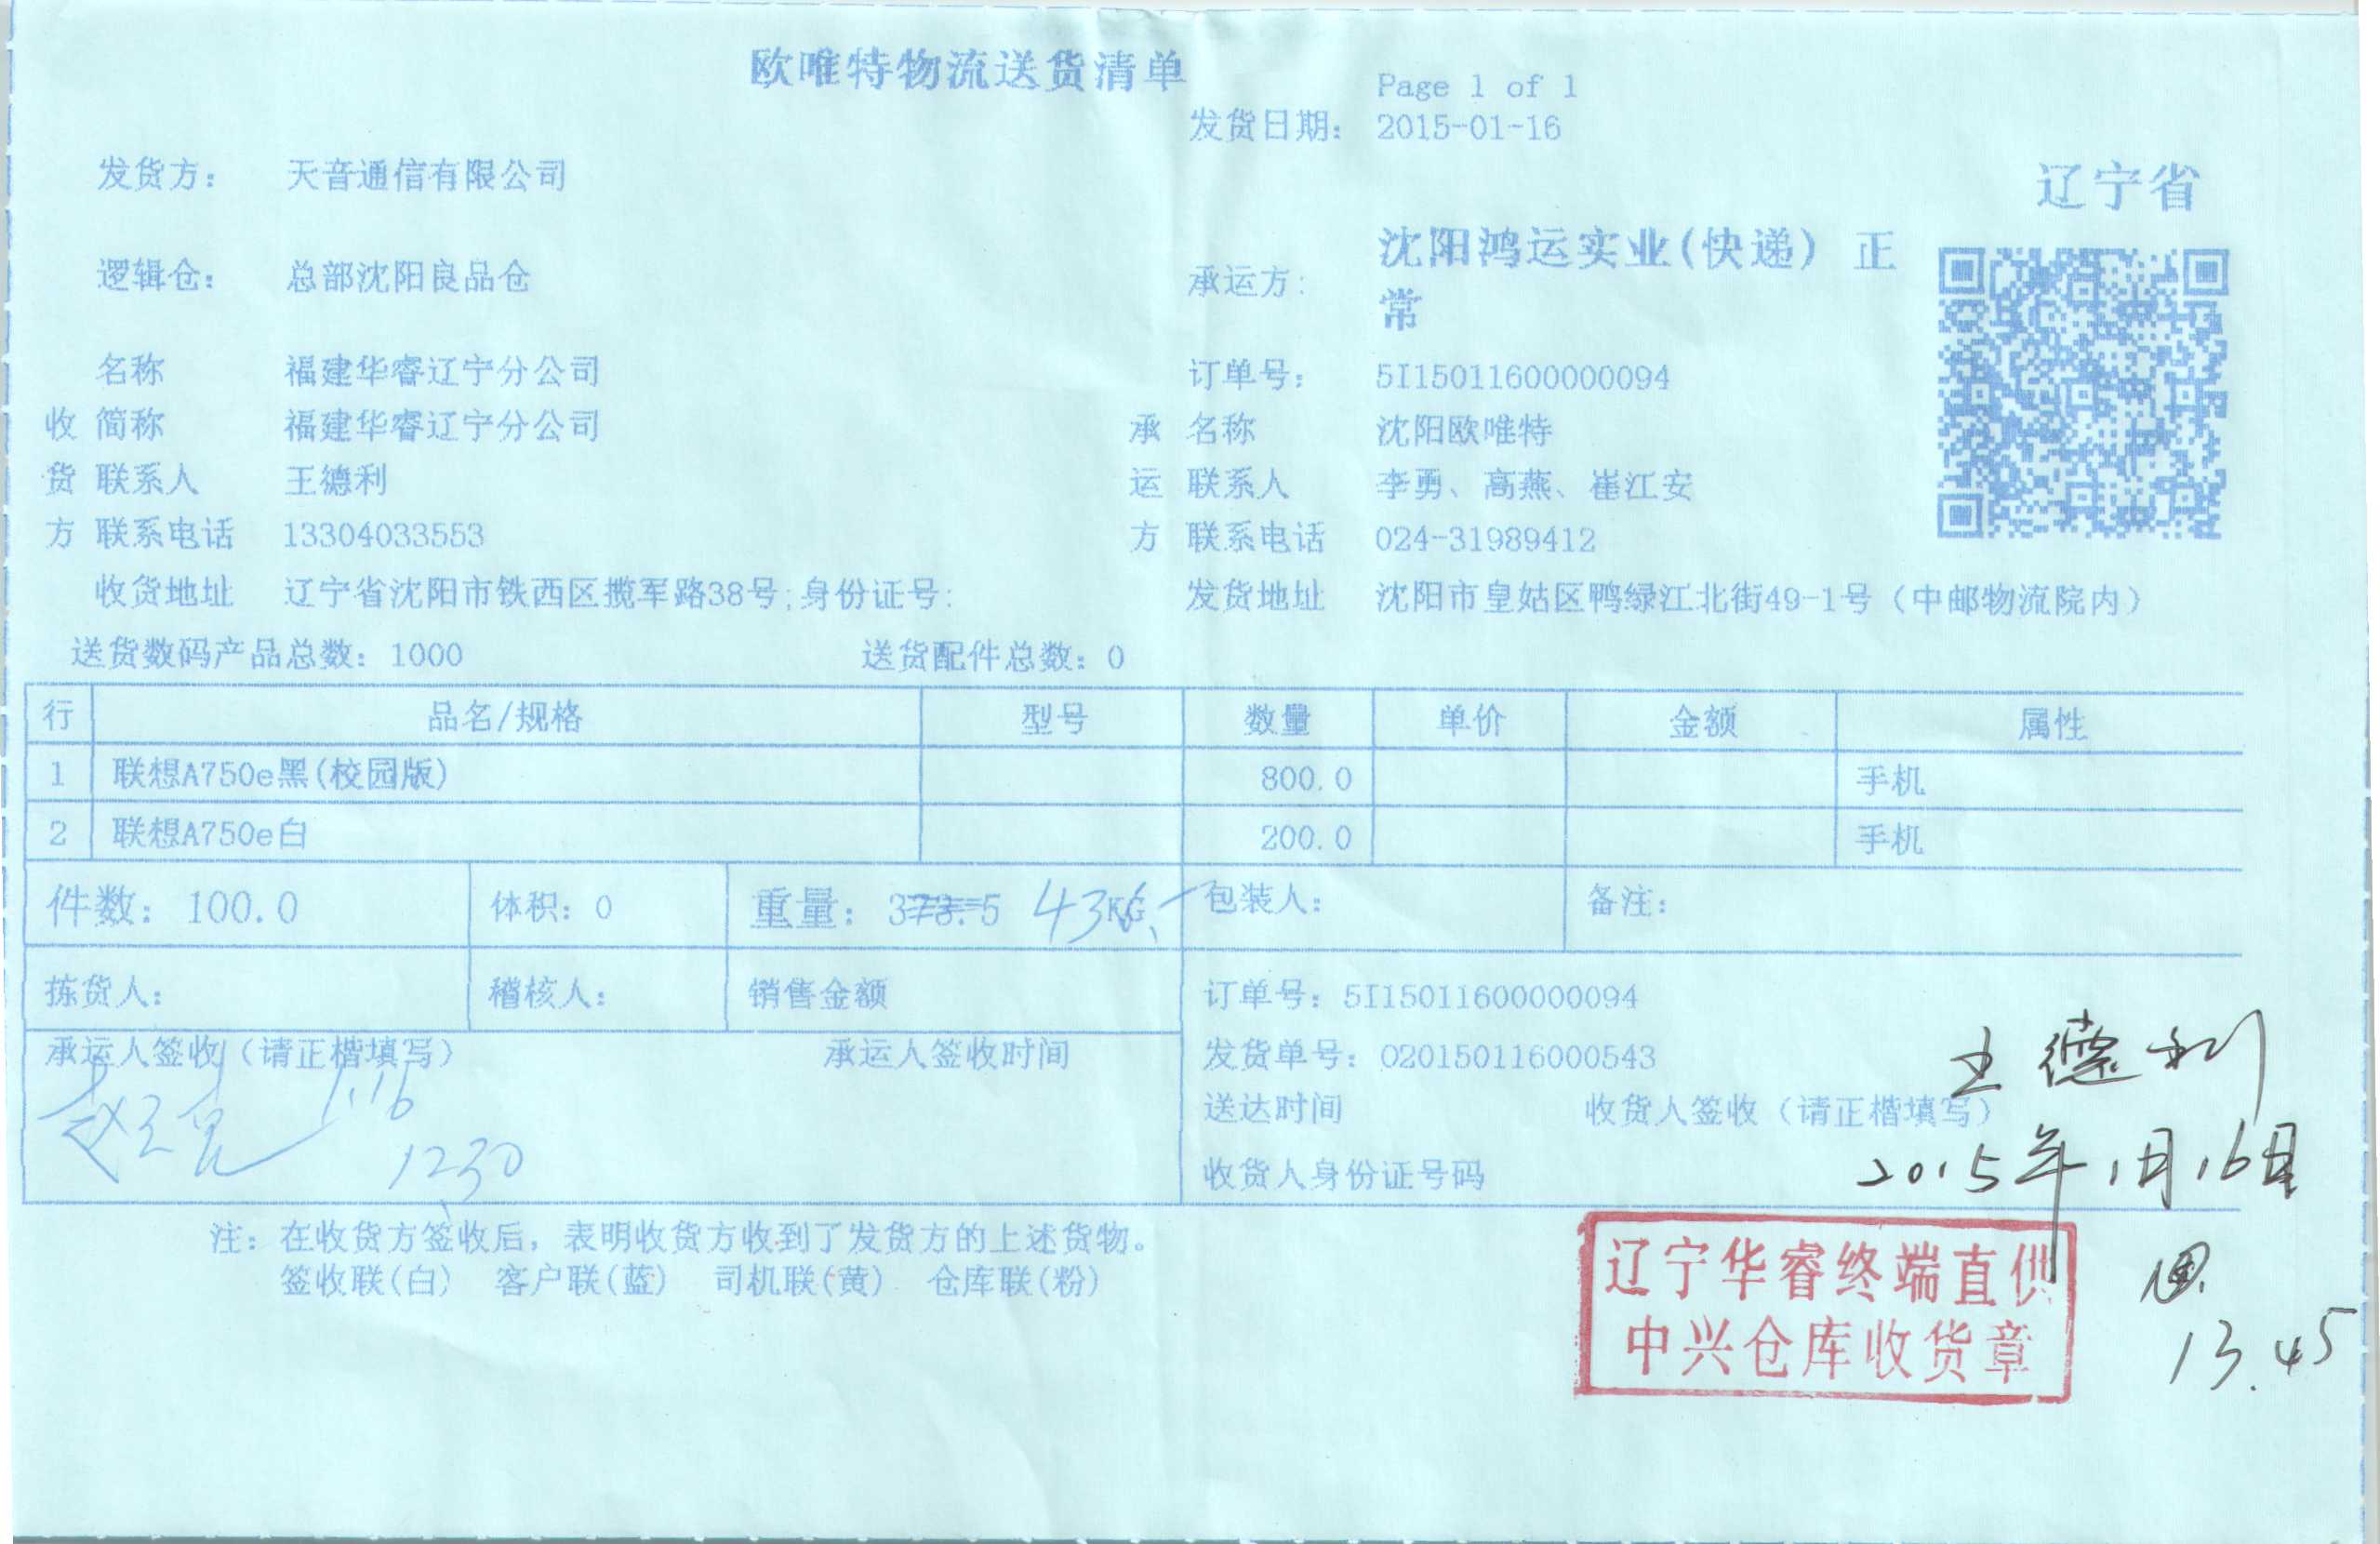 欧唯特物流送货清单
Page 1 of 1
发货日期： 2015-01-16
发货方： 天音通信有限公司
辽宁省
逻辑仓： 总部沈阳良品仓
承运方： 沈阳鸿运实业(快递) 正
常
名称 福建华睿辽宁分公司 订单号： 5I15011600000094
收 简称 福建华睿辽宁分公司 承 名称 沈阳欧唯特
货 联系人 王德利 运 联系人 李勇、高燕、崔江安
方 联系电话 13304033553 方 联系电话 024-31989412
收货地址 辽宁省沈阳市铁西区揽军路38号;身份证号: 发货地址 沈阳市皇姑区鸭绿江北街49-1号（中邮物流院内）
送货数码产品总数：1000 送货配件总数：0
行 品名/规格 型号 数量 单价 金额 属性
1 联想A750e黑(校园版) 800.0 手机
2 联想A750e白 200.0 手机
件数：100.0 体积：0 重量：373.5 43KG 包装人： 备注：
拣货人： 稽核人： 销售金额 订单号：5I15011600000094
承运人签收（请正楷填写） 承运人签收时间 发货单号：020150116000543
1.16
1230
送达时间 收货人签收（请正楷填写） 王德利
收货人身份证号码 2015年1月16日
注：在收货方签收后，表明收货方收到了发货方的上述货物。
签收联(白) 客户联(蓝) 司机联(黄) 仓库联(粉)
辽宁华睿终端直供
中兴仓库收货章
13.45